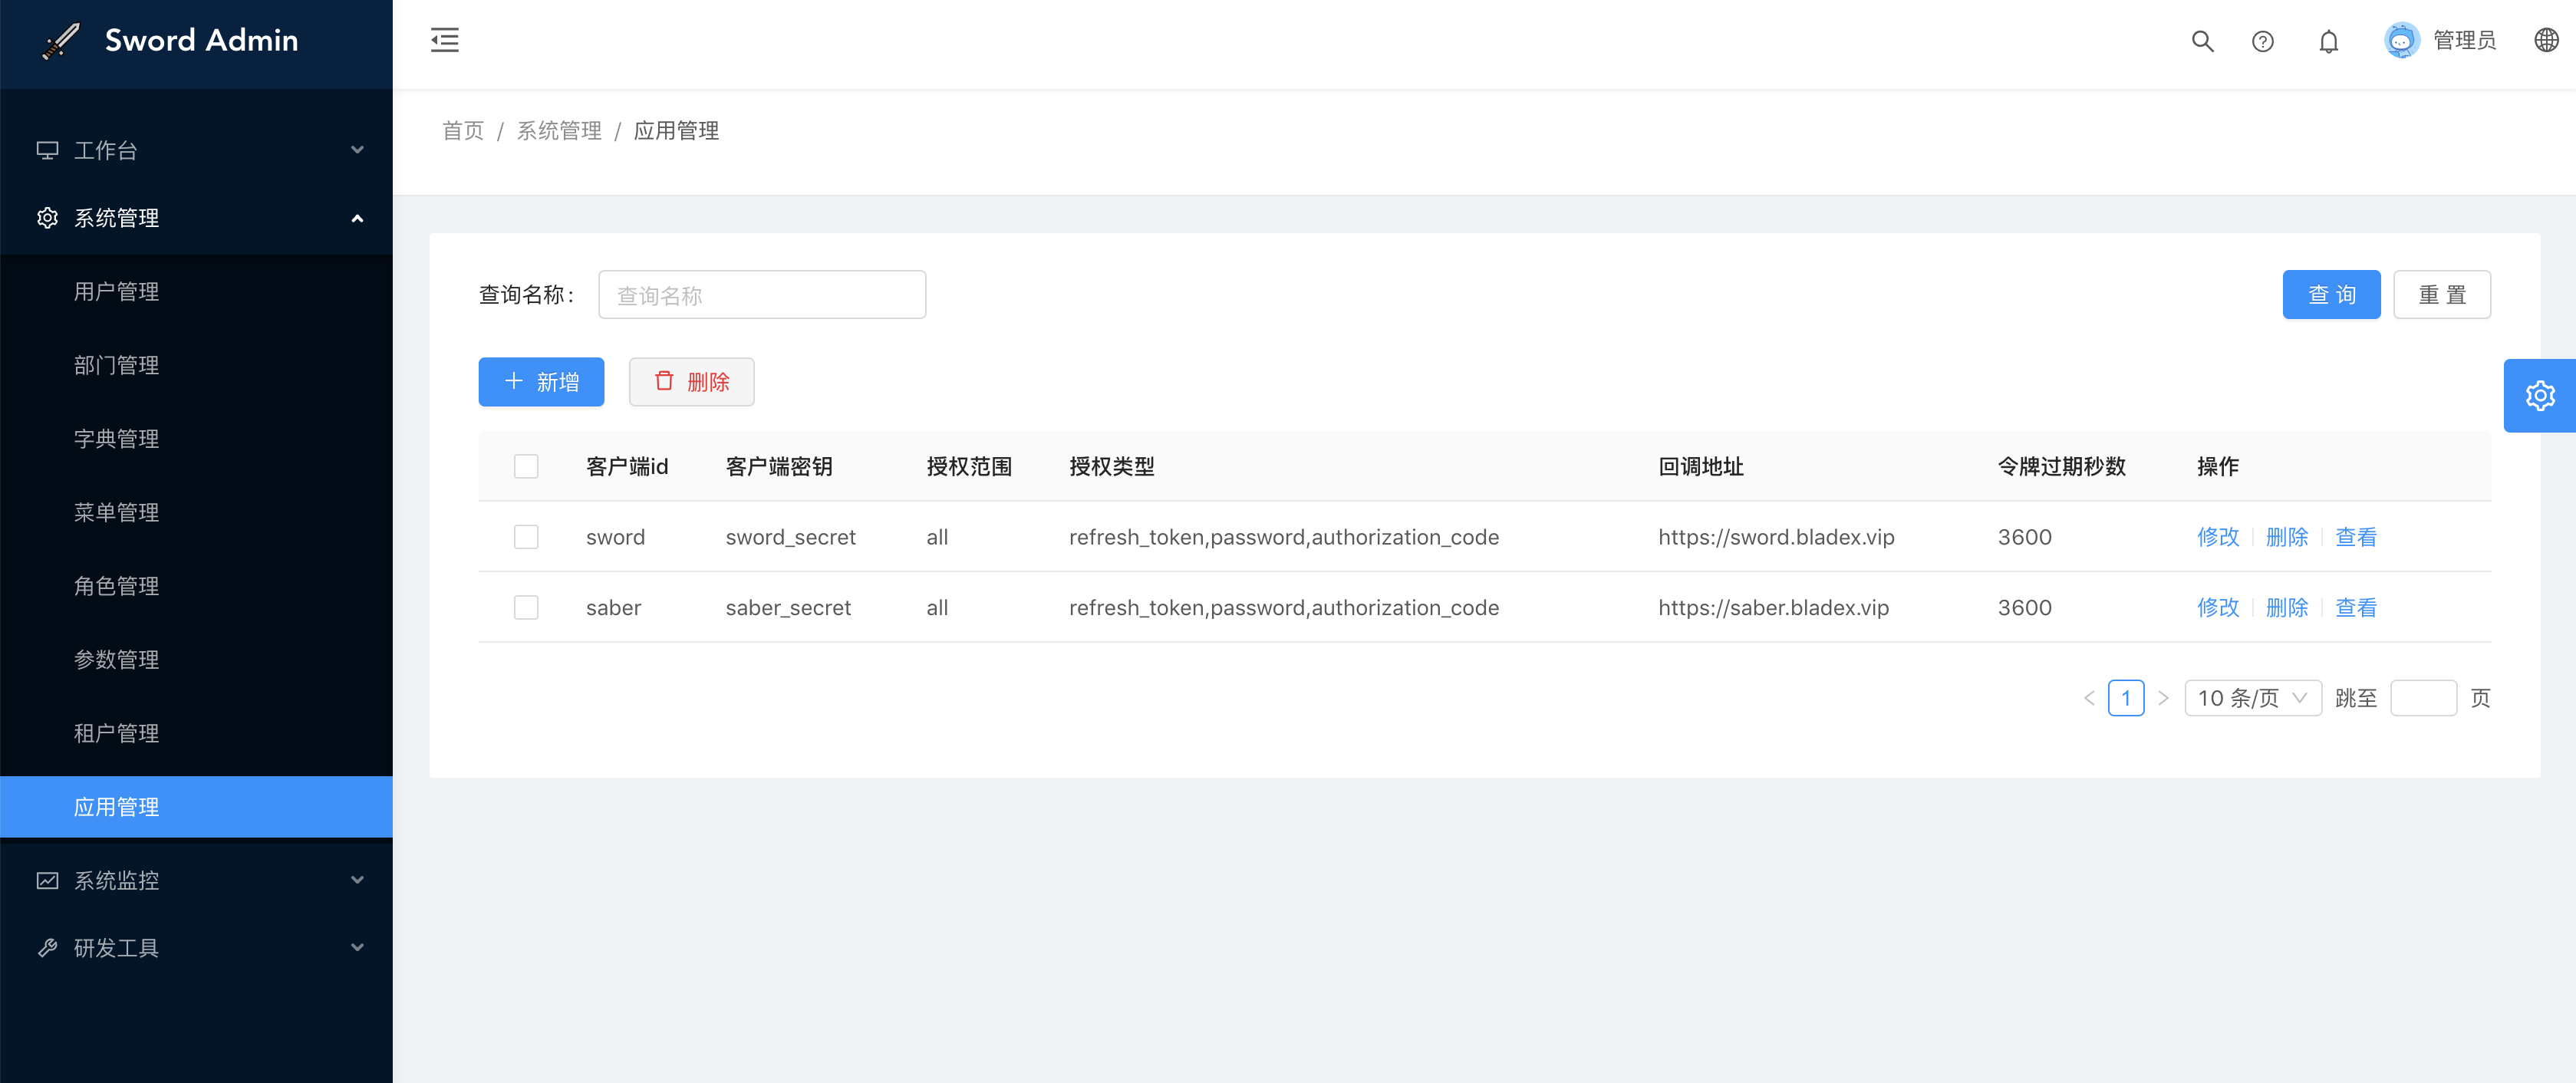 Sword Admin
管理员
工作台
系统管理
用户管理
部门管理
字典管理
菜单管理
角色管理
参数管理
租户管理
应用管理
系统监控
研发工具
首页 / 系统管理 / 应用管理
查询名称: 查询名称 查 询 重 置
新增 删除
客户端id 客户端密钥 授权范围 授权类型 回调地址 令牌过期秒数 操作
sword sword_secret all refresh_token,password,authorization_code https://sword.bladex.vip 3600 修改 删除 查看
saber saber_secret all refresh_token,password,authorization_code https://saber.bladex.vip 3600 修改 删除 查看
1 10 条/页 跳至 页